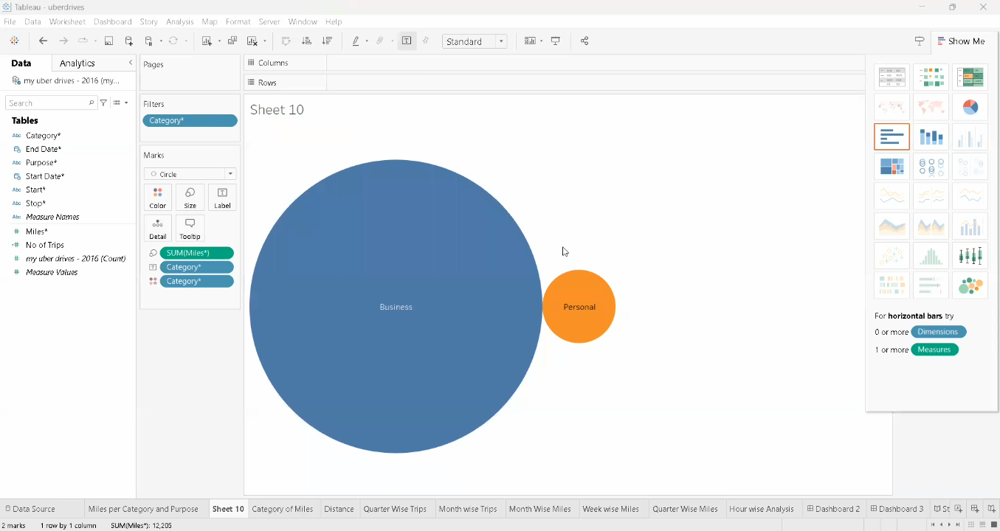 Tableau - uberdrives
File Data Worksheet Dashboard Story Analysis Map Format Server Window Help
Standard
Show Me
Data Analytics
my uber drives - 2016 (my...
Search
Tables
Abc Category*
End Date*
Abc Purpose*
Start Date*
Abc Start*
Abc Stop*
Abc Measure Names
# Miles*
# No of Trips
# my uber drives - 2016 (Count)
# Measure Values
Pages
Filters
Category*
Marks
Circle
Color Size Label
Detail Tooltip
SUM(Miles*)
Category*
Category*
Columns
Rows
Sheet 10
Business
Personal
For horizontal bars try
0 or more Dimensions
1 or more Measures
Data Source Miles per Category and Purpose Sheet 10 Category of Miles Distance Quarter Wise Trips Month wise Trips Month Wise Miles Week wise Miles Quarter Wise Miles Hour wise Analysis Dashboard 2 Dashboard 3 St
2 marks 1 row by 1 column SUM(Miles*): 12,205